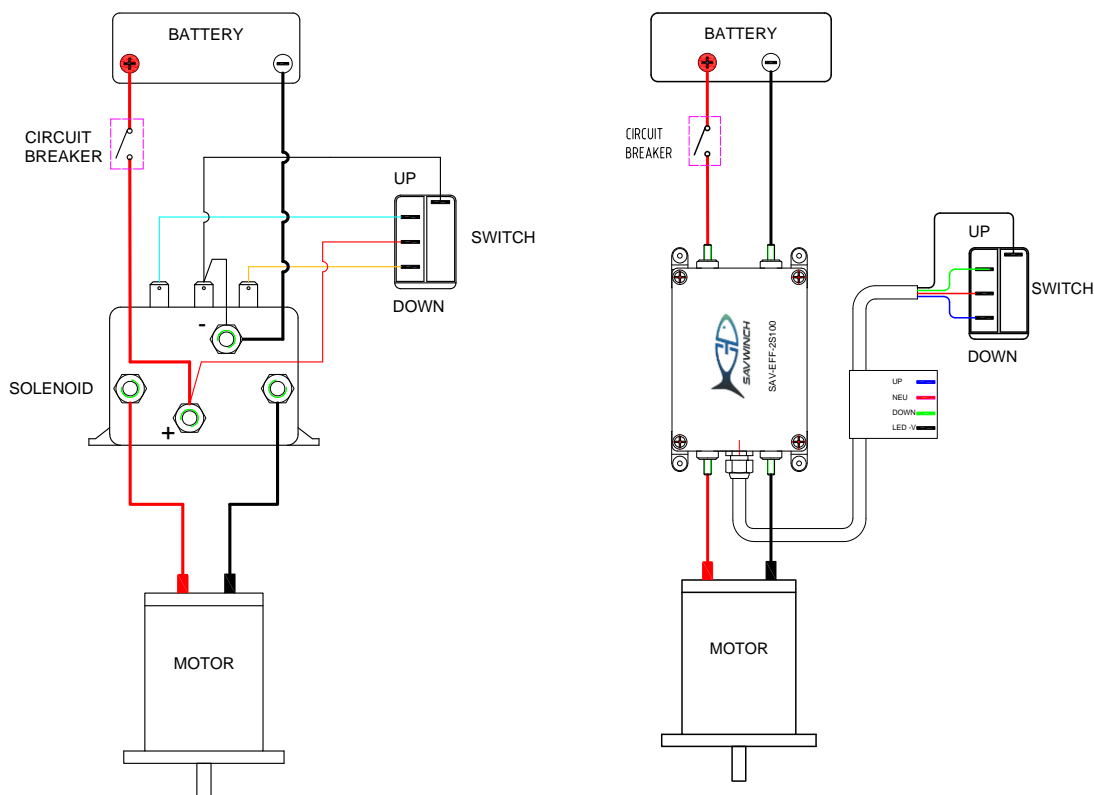 BATTERY
CIRCUIT
BREAKER
UP
SWITCH
DOWN
-
SOLENOID
+
MOTOR
BATTERY
CIRCUIT
BREAKER
UP
SWITCH
DOWN
SAVWINCH
SAV-EFF-2S100
UP
NEU
DOWN
LED -V
MOTOR